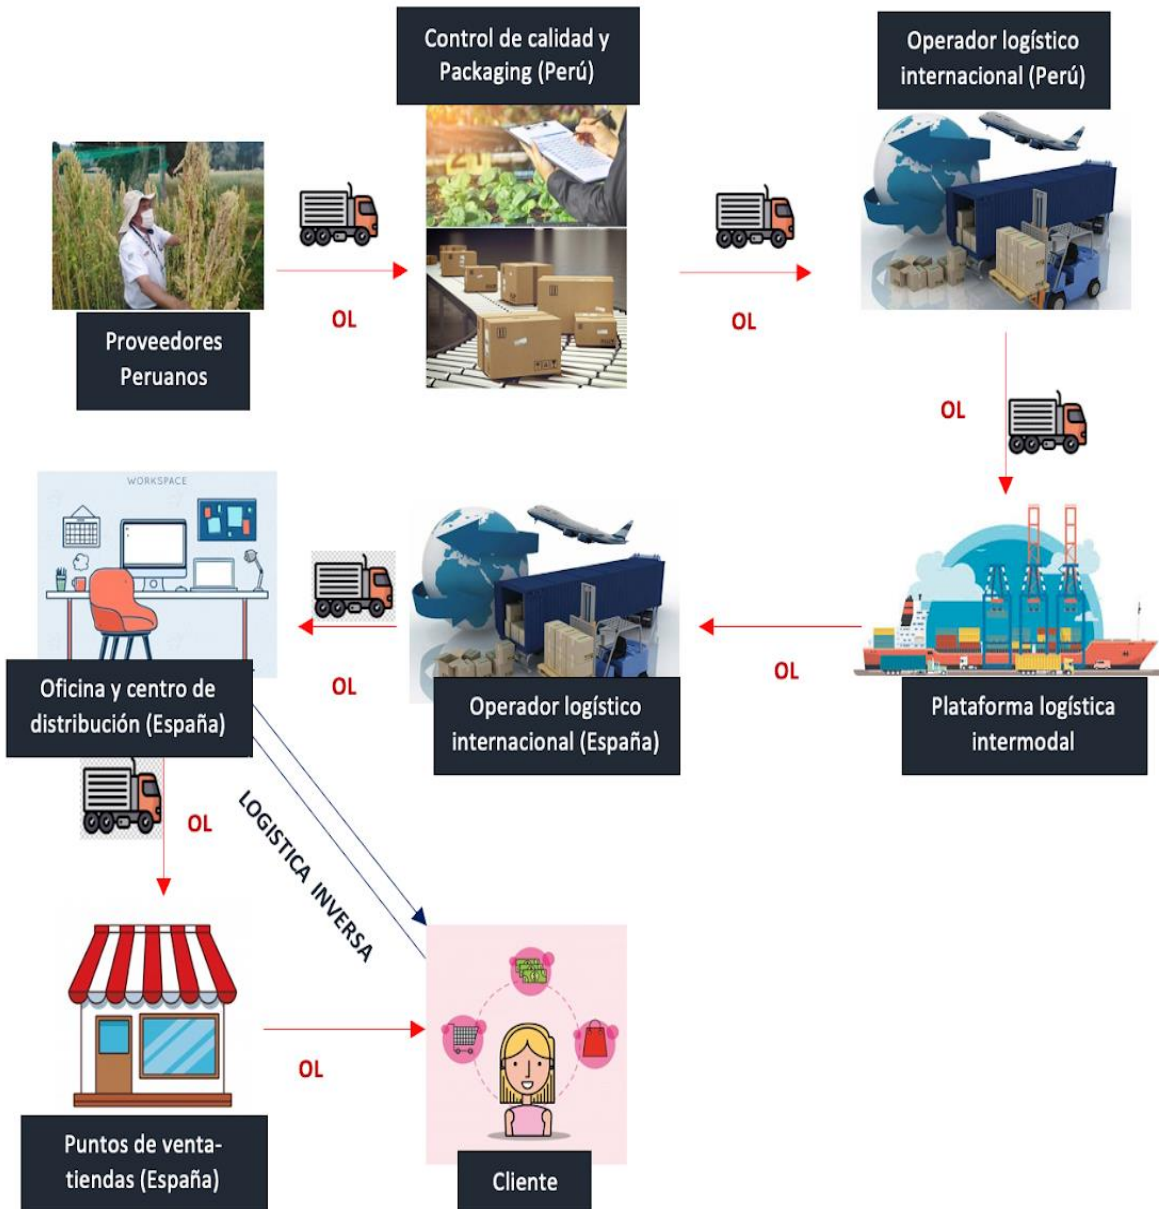 Control de calidad y
Packaging (Perú)
Operador logístico
internacional (Perú)
OL
OL
Proveedores
Peruanos
OL
WORKSPACE
Oficina y centro de
distribución (España)
OL
Operador logístico
internacional (España)
OL
Plataforma logística
intermodal
OL
LOGISTICA INVERSA
OL
Puntos de venta-
tiendas (España)
Cliente